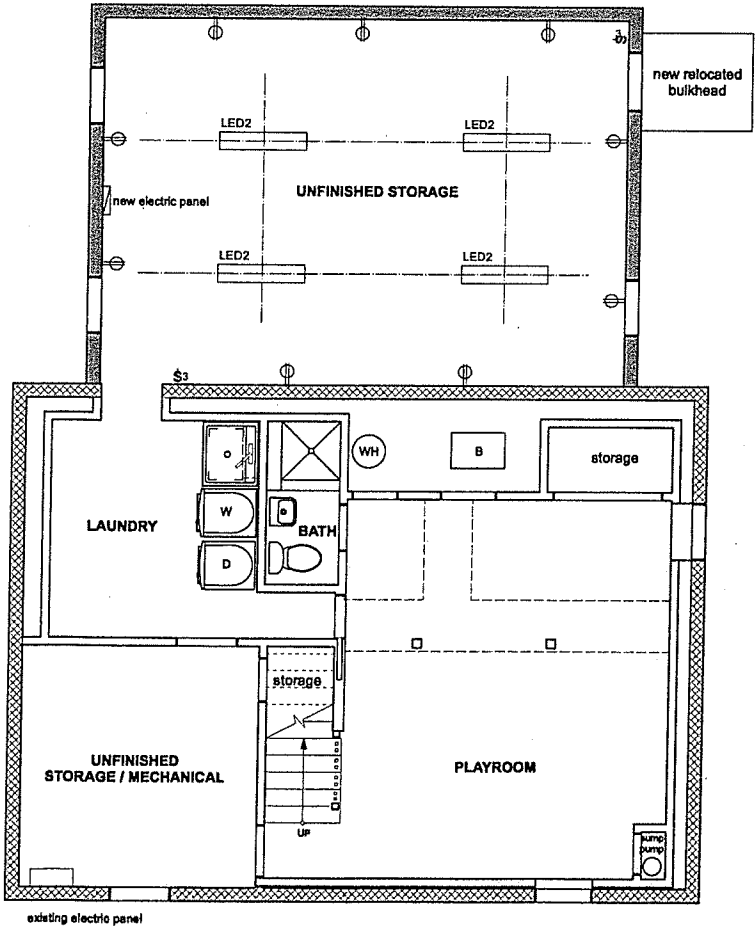 $3
new relocated
bulkhead
LED2
LED2
UNFINISHED STORAGE
new electric panel
LED2
LED2
$3
WH
B
storage
W
LAUNDRY
BATH
D
storage
UNFINISHED
STORAGE / MECHANICAL
PLAYROOM
UP
sump
pump
existing electric panel